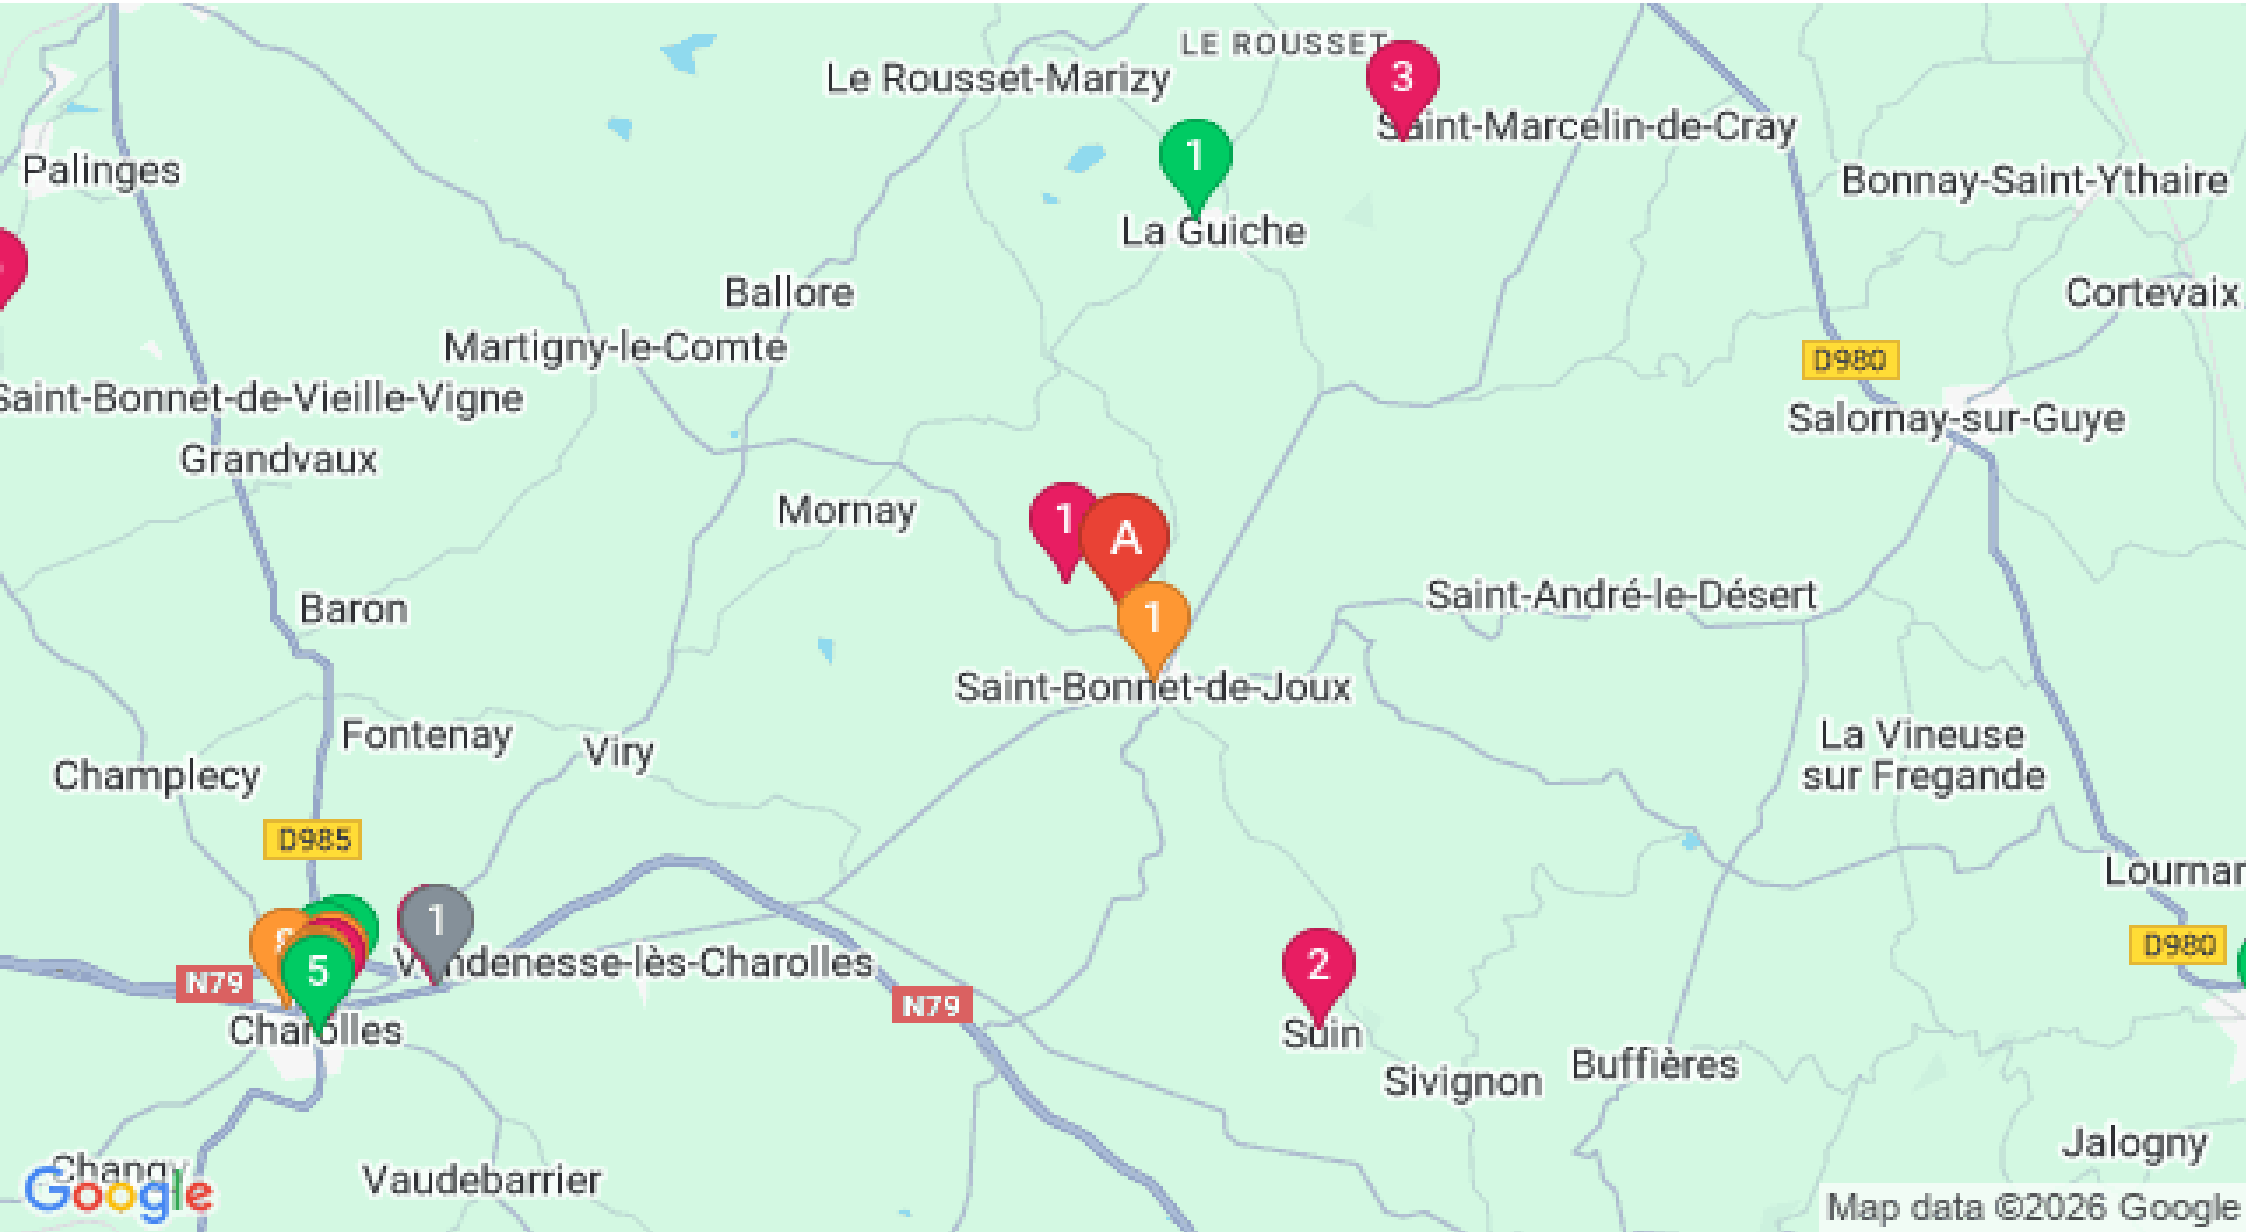 LE ROUSSET
Le Rousset-Marizy
3
Saint-Marcelin-de-Cray
1
Palinges
Bonnay-Saint-Ythaire
La Guiche
Ballore
Cortevaix
Martigny-le-Comte
D980
Saint-Bonnet-de-Vieille-Vigne
Salornay-sur-Guye
Grandvaux
Mornay
1
A
Saint-André-le-Désert
Baron
1
Saint-Bonnet-de-Joux
Fontenay
Viry
La Vineuse
sur Fregande
Champlecy
D985
1
Vandenesse-lès-Charolles
D980
5
2
N79
N79
Charolles
Suin
Buffières
Sivignon
Jalogny
Changy
Vaudebarrier
Google
Map data ©2026 Google